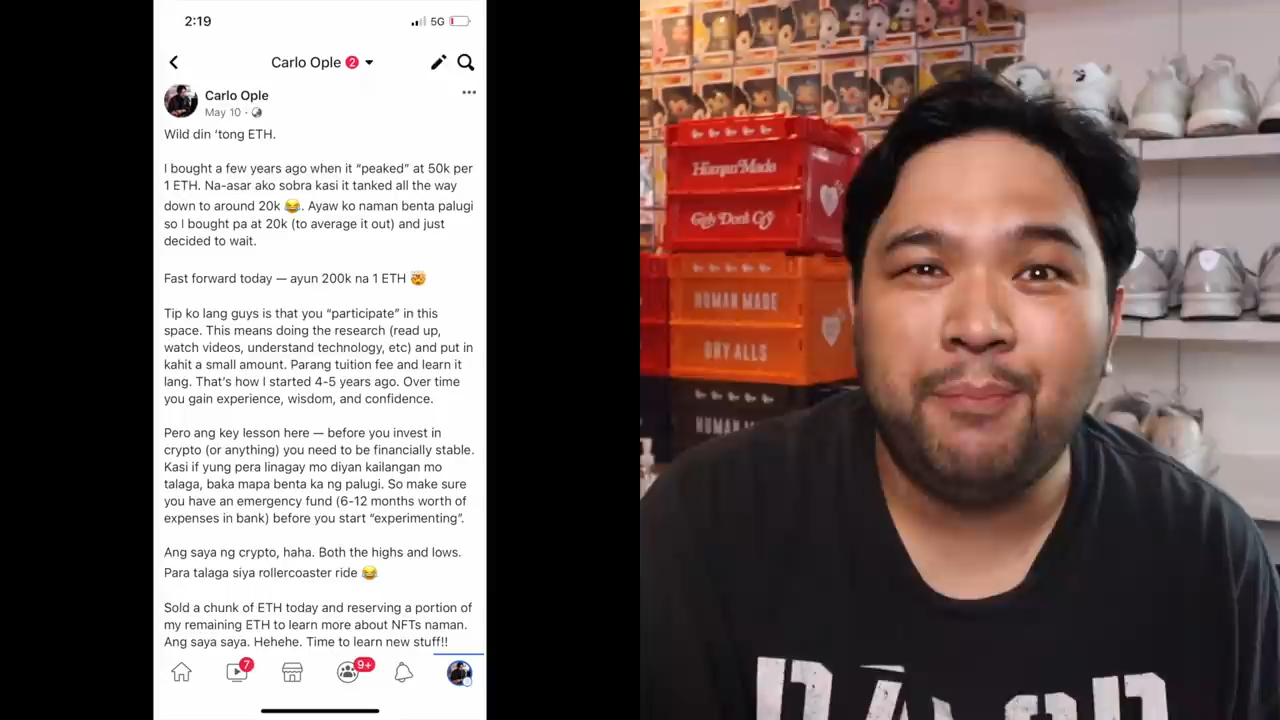 2:19
5G
Carlo Ople 2
Carlo Ople
May 10 ·
Wild din ‘tong ETH.
I bought a few years ago when it “peaked” at 50k per
1 ETH. Na-asar ako sobra kasi it tanked all the way
down to around 20k 😂. Ayaw ko naman benta palugi
so I bought pa at 20k (to average it out) and just
decided to wait.
Fast forward today — ayun 200k na 1 ETH 🤯
Tip ko lang guys is that you “participate” in this
space. This means doing the research (read up,
watch videos, understand technology, etc) and put in
kahit a small amount. Parang tuition fee and learn it
lang. That’s how I started 4-5 years ago. Over time
you gain experience, wisdom, and confidence.
Pero ang key lesson here — before you invest in
crypto (or anything) you need to be financially stable.
Kasi if yung pera linagay mo diyan kailangan mo
talaga, baka mapa benta ka ng palugi. So make sure
you have an emergency fund (6-12 months worth of
expenses in bank) before you start “experimenting”.
Ang saya ng crypto, haha. Both the highs and lows.
Para talaga siya rollercoaster ride 😂
Sold a chunk of ETH today and reserving a portion of
my remaining ETH to learn more about NFTs naman.
Ang saya saya. Hehehe. Time to learn new stuff!!
7
9+
Human Made
Girls Don't Cry
HUMAN MADE
DRY ALLS
HUMAN M